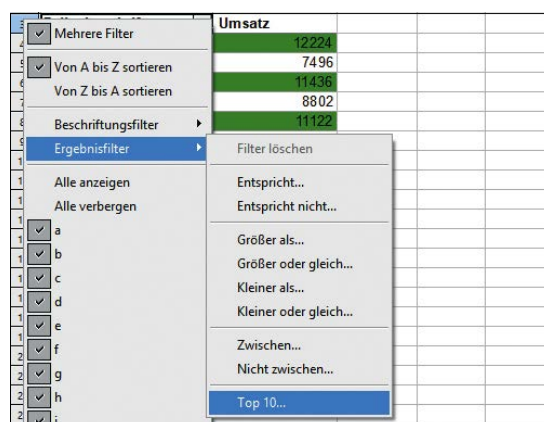 Umsatz
Mehrere Filter
12224
7496
Von A bis Z sortieren
11436
Von Z bis A sortieren
8802
11122
Beschriftungsfilter
Ergebnisfilter
Filter löschen
Alle anzeigen
Entspricht...
Alle verbergen
Entspricht nicht...
a
Größer als...
b
Größer oder gleich...
c
Kleiner als...
d
Kleiner oder gleich...
e
f
Zwischen...
g
Nicht zwischen...
h
Top 10...